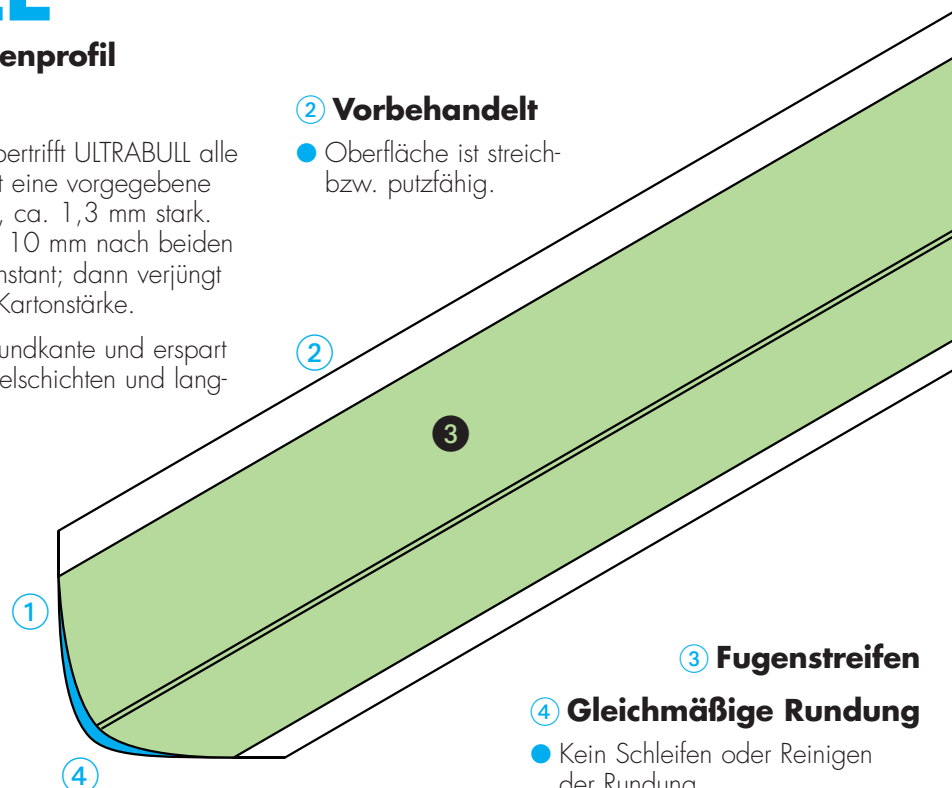 enprofil
② Vorbehandelt
● Oberfläche ist streich-
bzw. putzfähig.
bertrifft ULTRABULL alle
t eine vorgegebene
, ca. 1,3 mm stark.
10 mm nach beiden
nstant; dann verjüngt
Kartonstärke.
undkante und erspart
elschichten und lang-
②
③
①
④
③ Fugenstreifen
④ Gleichmäßige Rundung
● Kein Schleifen oder Reinigen
der Rundung